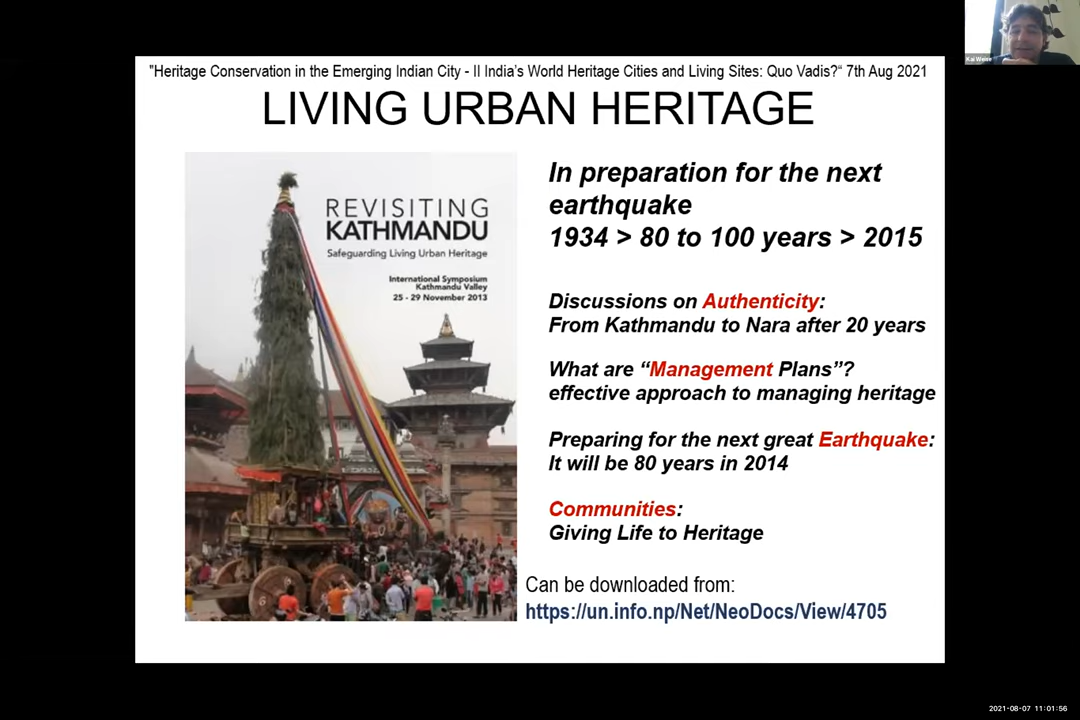 "Heritage Conservation in the Emerging Indian City - II India's World Heritage Cities and Living Sites: Quo Vadis?“ 7th Aug 2021
LIVING URBAN HERITAGE
REVISITING
KATHMANDU
Safeguarding Living Urban Heritage
International Symposium
Kathmandu Valley
25 - 29 November 2013
In preparation for the next
earthquake
1934 > 80 to 100 years > 2015
Discussions on Authenticity:
From Kathmandu to Nara after 20 years
What are “Management Plans”?
effective approach to managing heritage
Preparing for the next great Earthquake:
It will be 80 years in 2014
Communities:
Giving Life to Heritage
Can be downloaded from:
https://un.info.np/Net/NeoDocs/View/4705
Kai Weise
2021-08-07 11:01:56